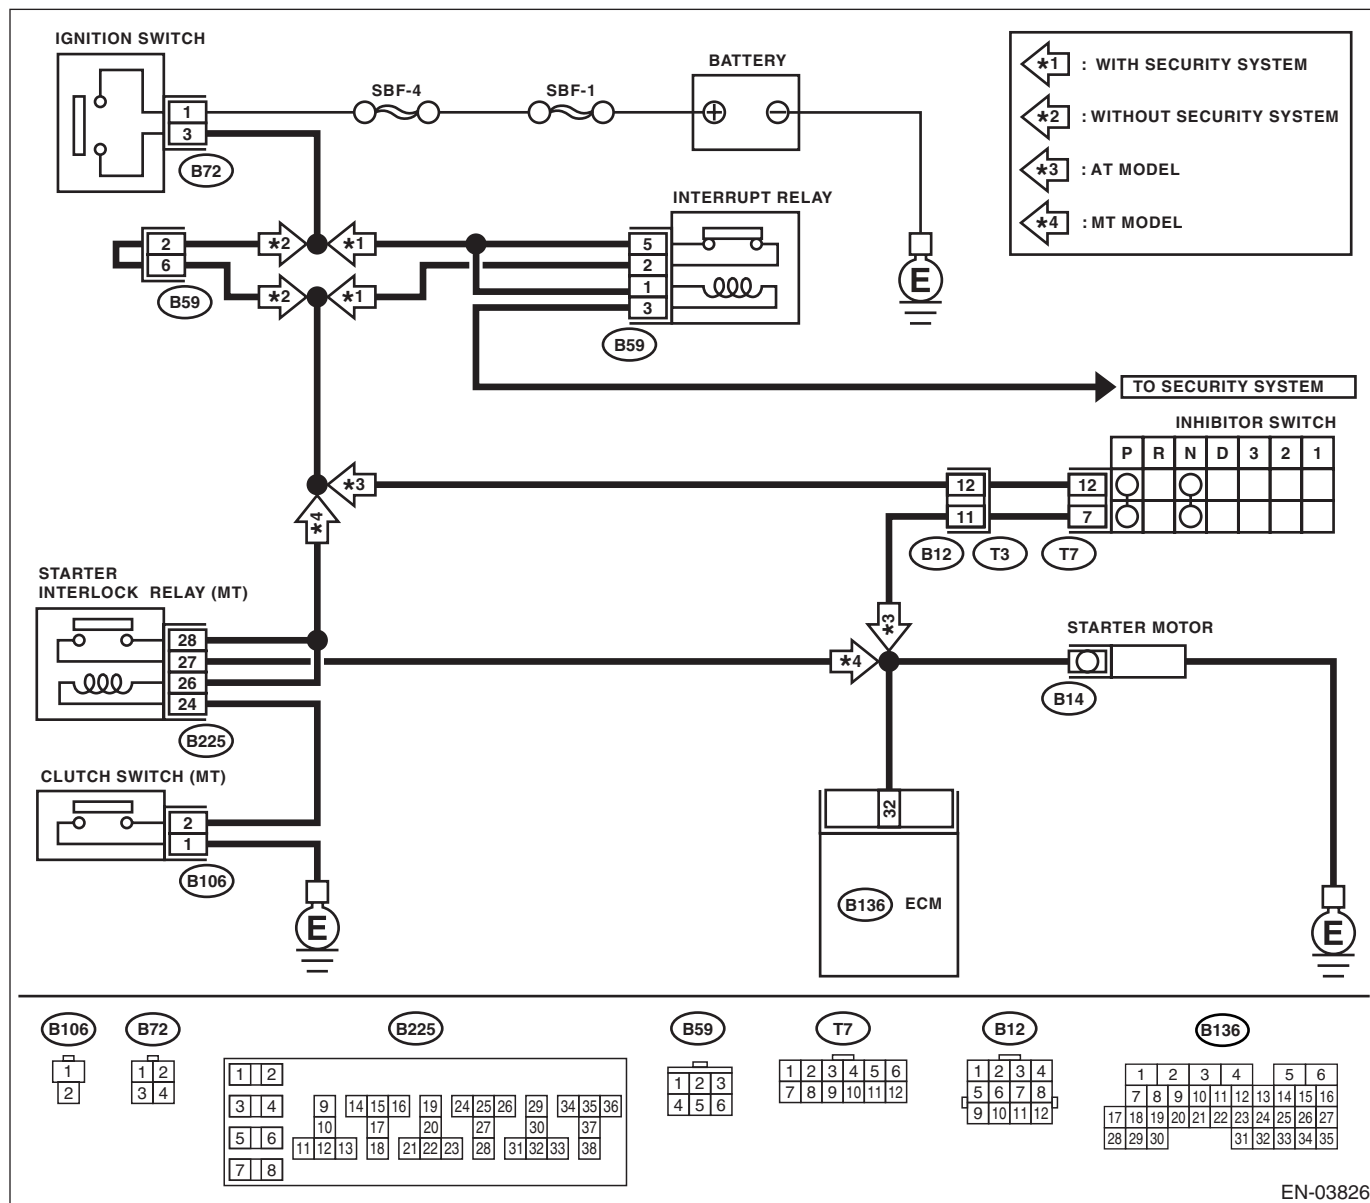 IGNITION SWITCH
1
3
B72
SBF-4
SBF-1
BATTERY
+
−
E
*1 : WITH SECURITY SYSTEM
*2 : WITHOUT SECURITY SYSTEM
*3 : AT MODEL
*4 : MT MODEL
2
6
B59
*2
*1
*2
*1
INTERRUPT RELAY
5
2
1
3
B59
TO SECURITY SYSTEM
INHIBITOR SWITCH
P R N D 3 2 1
*3
12 12
11 7
B12 T3 T7
*4
*3
STARTER
INTERLOCK RELAY (MT)
28
27
26
24
B225
*4
STARTER MOTOR
B14
CLUTCH SWITCH (MT)
2
1
B106
E
32
B136 ECM
E
B106
1
2
B72
1 2
3 4
B225
1 2
3 4 9 14 15 16 19 24 25 26 29 34 35 36
10 17 20 27 30 37
5 6 11 12 13 18 21 22 23 28 31 32 33 38
7 8
B59
1 2 3
4 5 6
T7
1 2 3 4 5 6
7 8 9 10 11 12
B12
1 2 3 4
5 6 7 8
9 10 11 12
B136
1 2 3 4 5 6
7 8 9 10 11 12 13 14 15 16
17 18 19 20 21 22 23 24 25 26 27
28 29 30 31 32 33 34 35
EN-03826